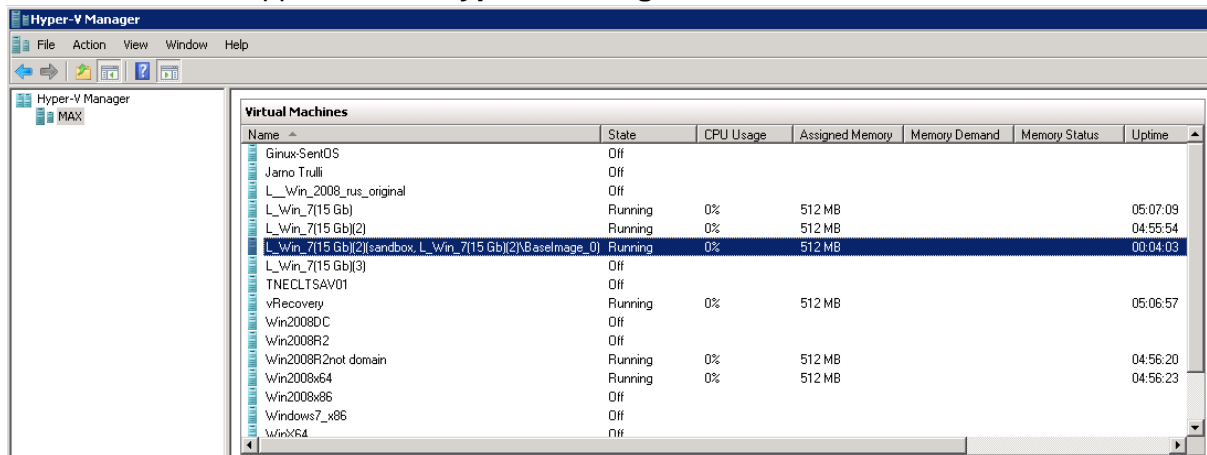 Hyper-V Manager
File Action View Window Help
Hyper-V Manager
MAX
Virtual Machines
Name State CPU Usage Assigned Memory Memory Demand Memory Status Uptime
Ginux-SentOS Off
Jarno Trulli Off
L__Win_2008_rus_original Off
L_Win_7(15 Gb) Running 0% 512 MB 05:07:09
L_Win_7(15 Gb)(2) Running 0% 512 MB 04:55:54
L_Win_7(15 Gb)(2)(sandbox, L_Win_7(15 Gb)(2)\BaseImage_0) Running 0% 512 MB 00:04:03
L_Win_7(15 Gb)(3) Off
TNECLTSAV01 Off
vRecovery Running 0% 512 MB 05:06:57
Win2008DC Off
Win2008R2 Off
Win2008R2not domain Running 0% 512 MB 04:56:20
Win2008x64 Running 0% 512 MB 04:56:23
Win2008x86 Off
Windows7_x86 Off
WinX64 Off